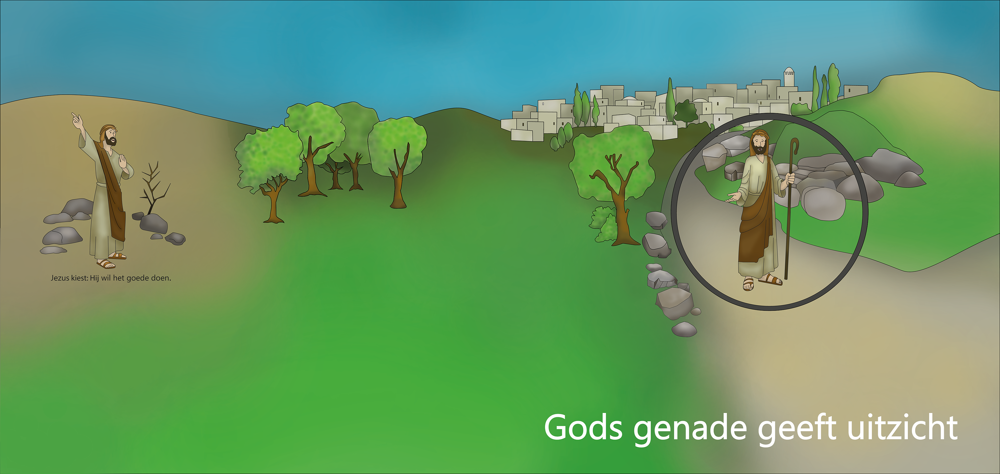 Jezus kiest: Hij wil het goede doen.
Gods genade geeft uitzicht